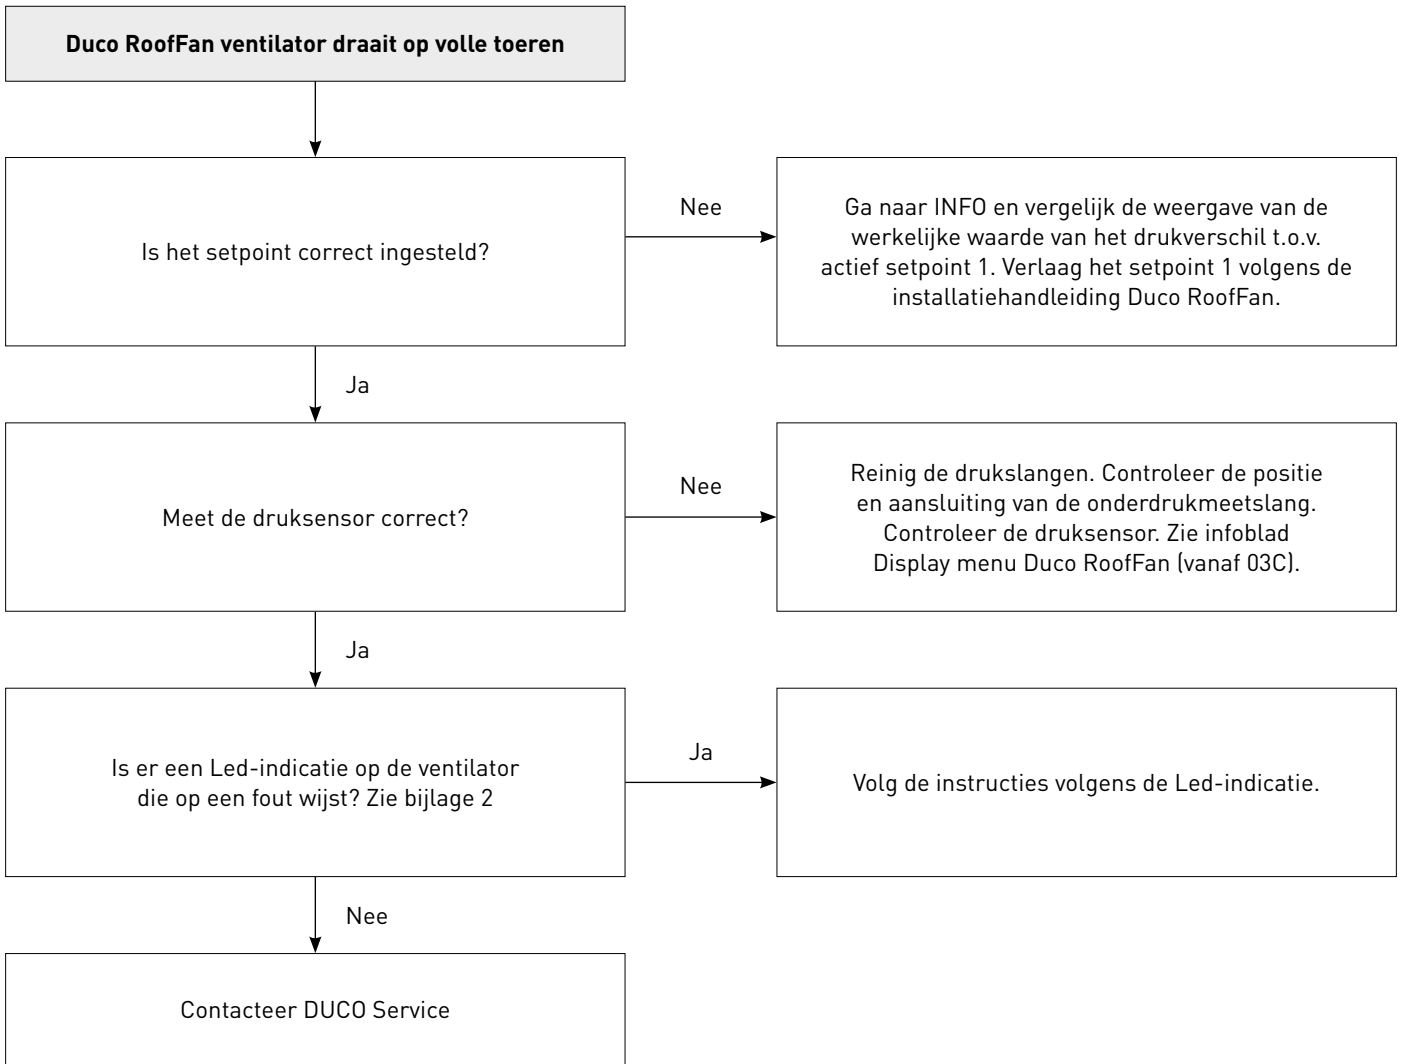 Duco RoofFan ventilator draait op volle toeren
Is het setpoint correct ingesteld?
Nee
Ga naar INFO en vergelijk de weergave van de
werkelijke waarde van het drukverschil t.o.v.
actief setpoint 1. Verlaag het setpoint 1 volgens de
installatiehandleiding Duco RoofFan.
Ja
Meet de druksensor correct?
Nee
Reinig de drukslangen. Controleer de positie
en aansluiting van de onderdrukmeetslang.
Controleer de druksensor. Zie infoblad
Display menu Duco RoofFan (vanaf 03C).
Ja
Is er een Led-indicatie op de ventilator
die op een fout wijst? Zie bijlage 2
Ja
Volg de instructies volgens de Led-indicatie.
Nee
Contacteer DUCO Service